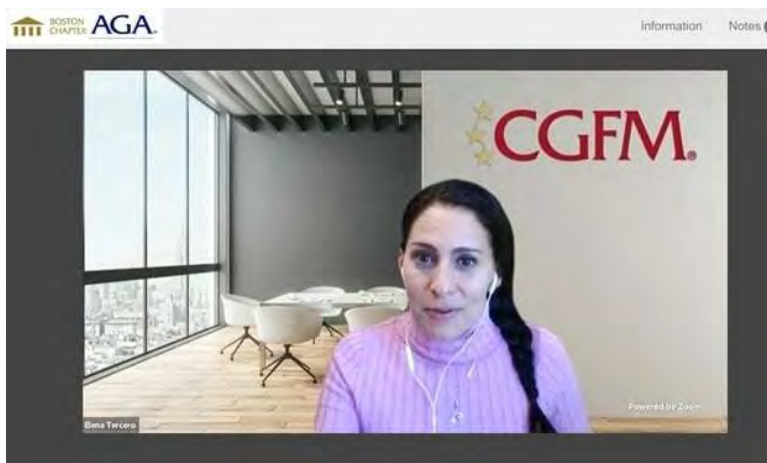 BOSTON
CHAPTER
AGA.
Information
Notes
CGFM®
Powered by Zoom
Elena Tercero